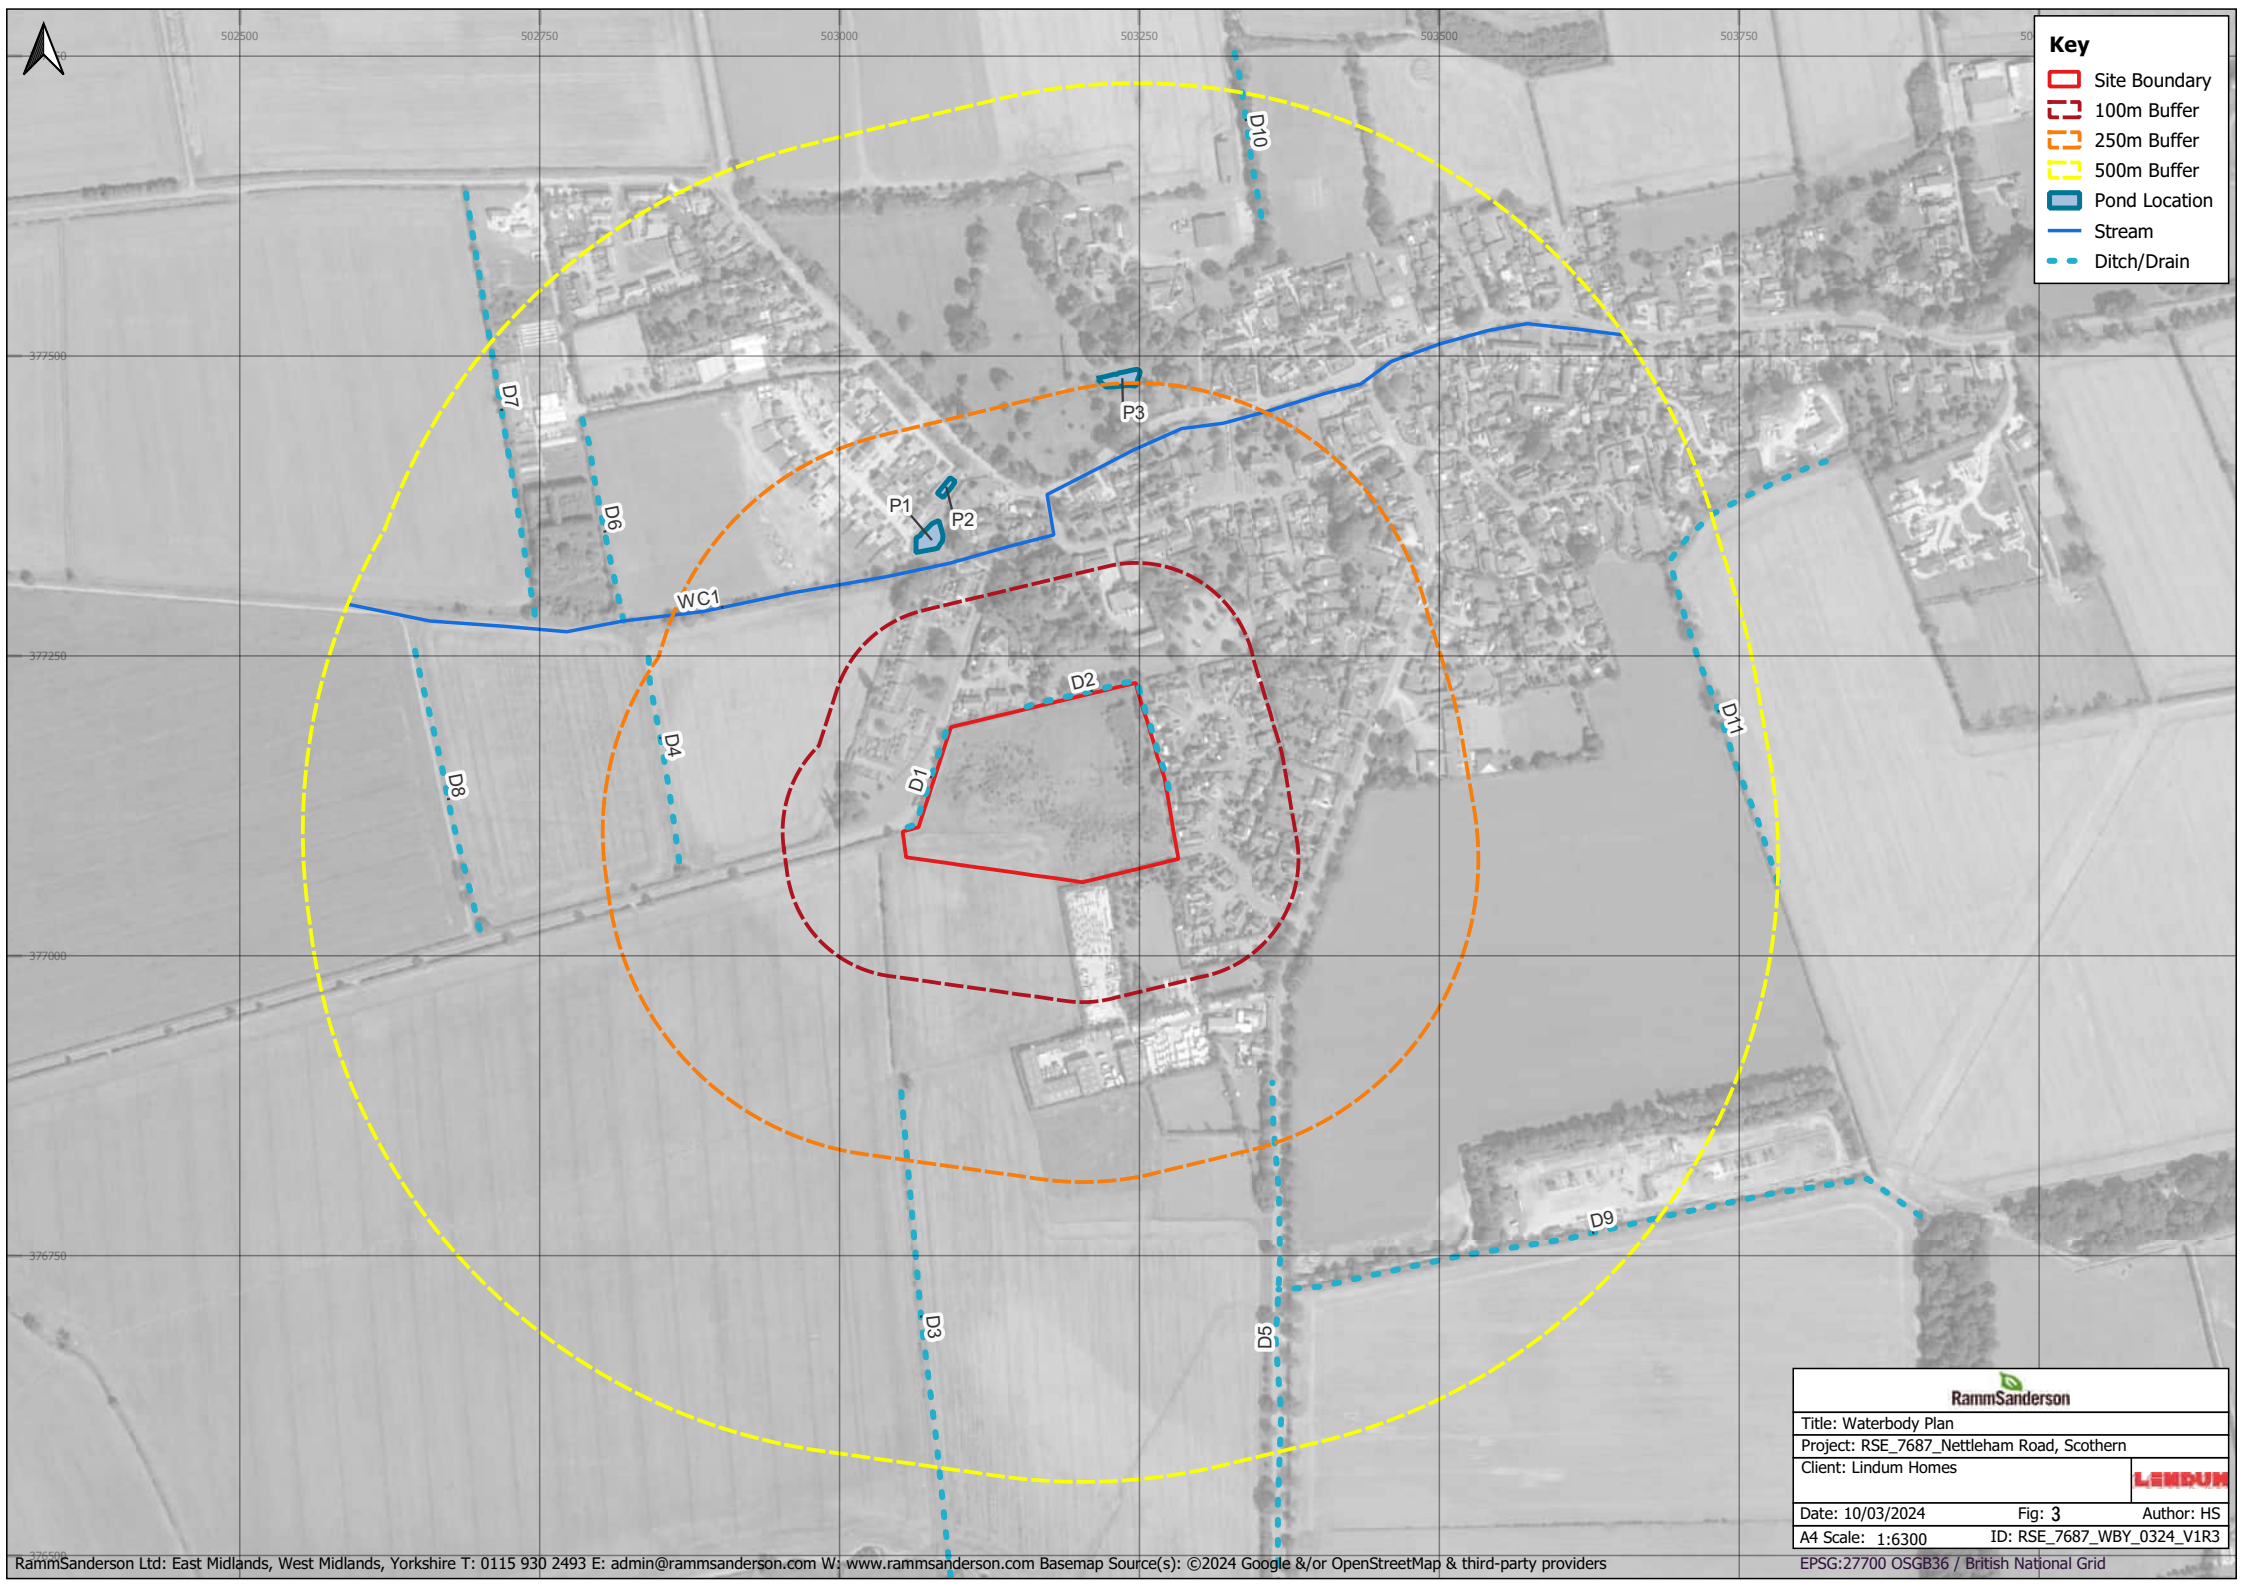 502500
502750
503000
503250
503500
503750
Key
Site Boundary
100m Buffer
250m Buffer
500m Buffer
Pond Location
Stream
Ditch/Drain
D10
377500
D7
P3
D6
P1
P2
WC1
377250
D2
D4
D11
D8
D1
377000
D9
376750
D3
D5
RammSanderson
Title: Waterbody Plan
Project: RSE_7687_Nettleham Road, Scothern
Client: Lindum Homes
LINDUM
Date: 10/03/2024 Fig: 3 Author: HS
A4 Scale: 1:6300 ID: RSE_7687_WBY_0324_V1R3
RammSanderson Ltd: East Midlands, West Midlands, Yorkshire T: 0115 930 2493 E: admin@rammsanderson.com W: www.rammsanderson.com Basemap Source(s): ©2024 Google &/or OpenStreetMap & third-party providers
EPSG:27700 OSGB36 / British National Grid